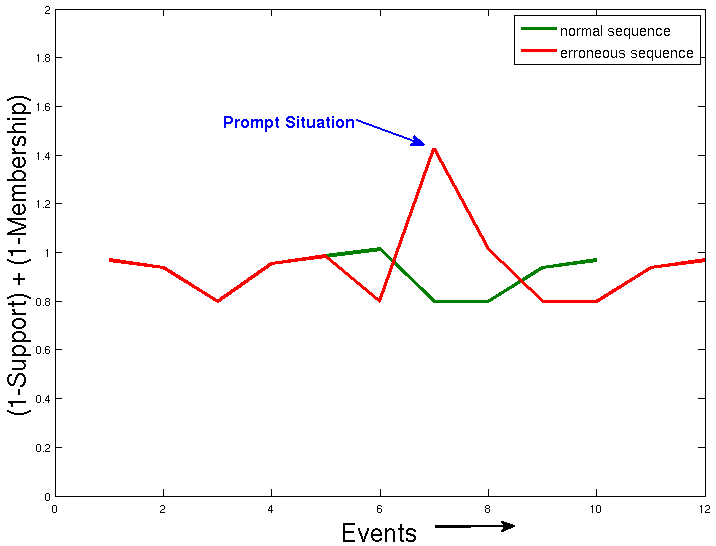 2
1.8
1.6
1.4
1.2
1
0.8
0.6
0.4
0.2
0
(1-Support) + (1-Membership)
normal sequence
erroneous sequence
Prompt Situation
0 2 4 6 8 10 12
Events